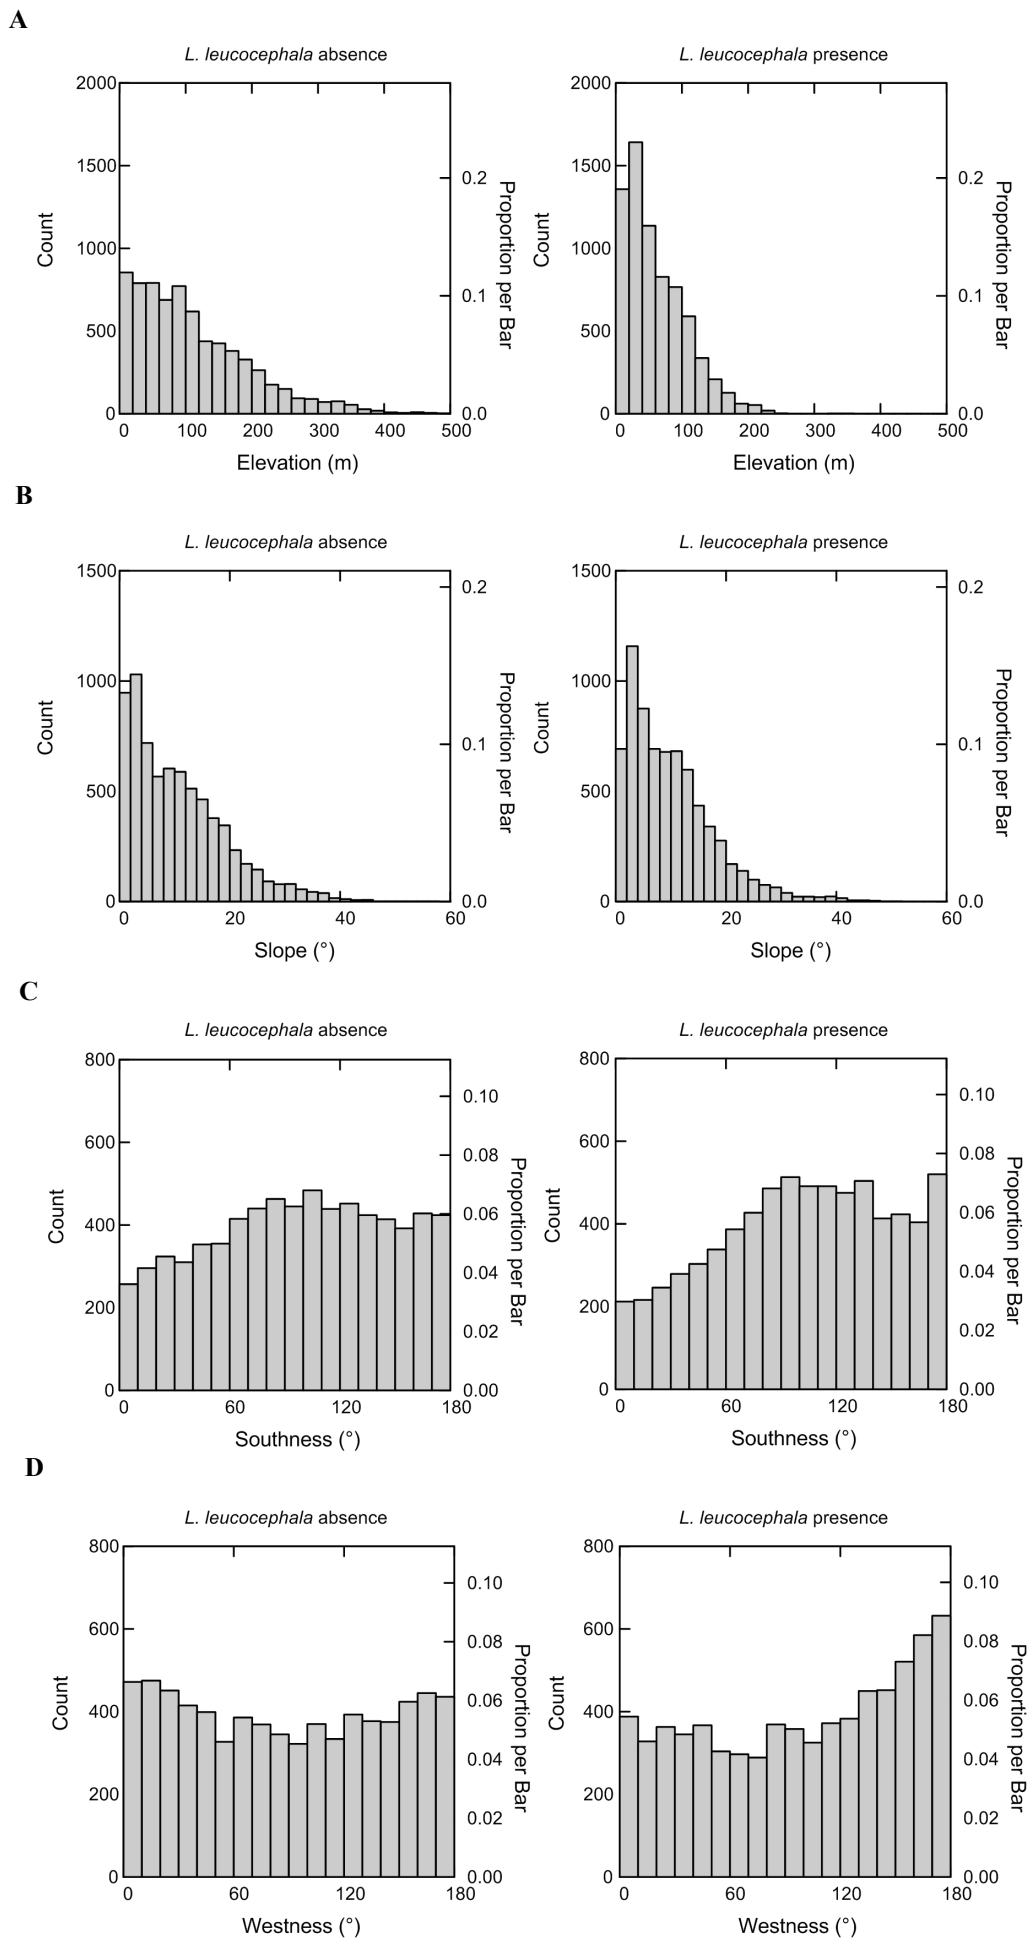 A
L. leucocephala absence
L. leucocephala presence
2000
1500
1000
500
0
Count
0.2
0.1
0.0
Proportion per Bar
0 100 200 300 400 500
Elevation (m)
2000
1500
1000
500
0
Count
0.2
0.1
0.0
Proportion per Bar
0 100 200 300 400 500
Elevation (m)
B
L. leucocephala absence
L. leucocephala presence
1500
1000
500
0
Count
0.2
0.1
0.0
Proportion per Bar
0 20 40 60
Slope (°)
1500
1000
500
0
Count
0.2
0.1
0.0
Proportion per Bar
0 20 40 60
Slope (°)
C
L. leucocephala absence
L. leucocephala presence
800
600
400
200
0
Count
0.10
0.08
0.06
0.04
0.02
0.00
Proportion per Bar
0 60 120 180
Southness (°)
800
600
400
200
0
Count
0.10
0.08
0.06
0.04
0.02
0.00
Proportion per Bar
0 60 120 180
Southness (°)
D
L. leucocephala absence
L. leucocephala presence
800
600
400
200
0
Count
0.10
0.08
0.06
0.04
0.02
0.00
Proportion per Bar
0 60 120 180
Westness (°)
800
600
400
200
0
Count
0.10
0.08
0.06
0.04
0.02
0.00
Proportion per Bar
0 60 120 180
Westness (°)